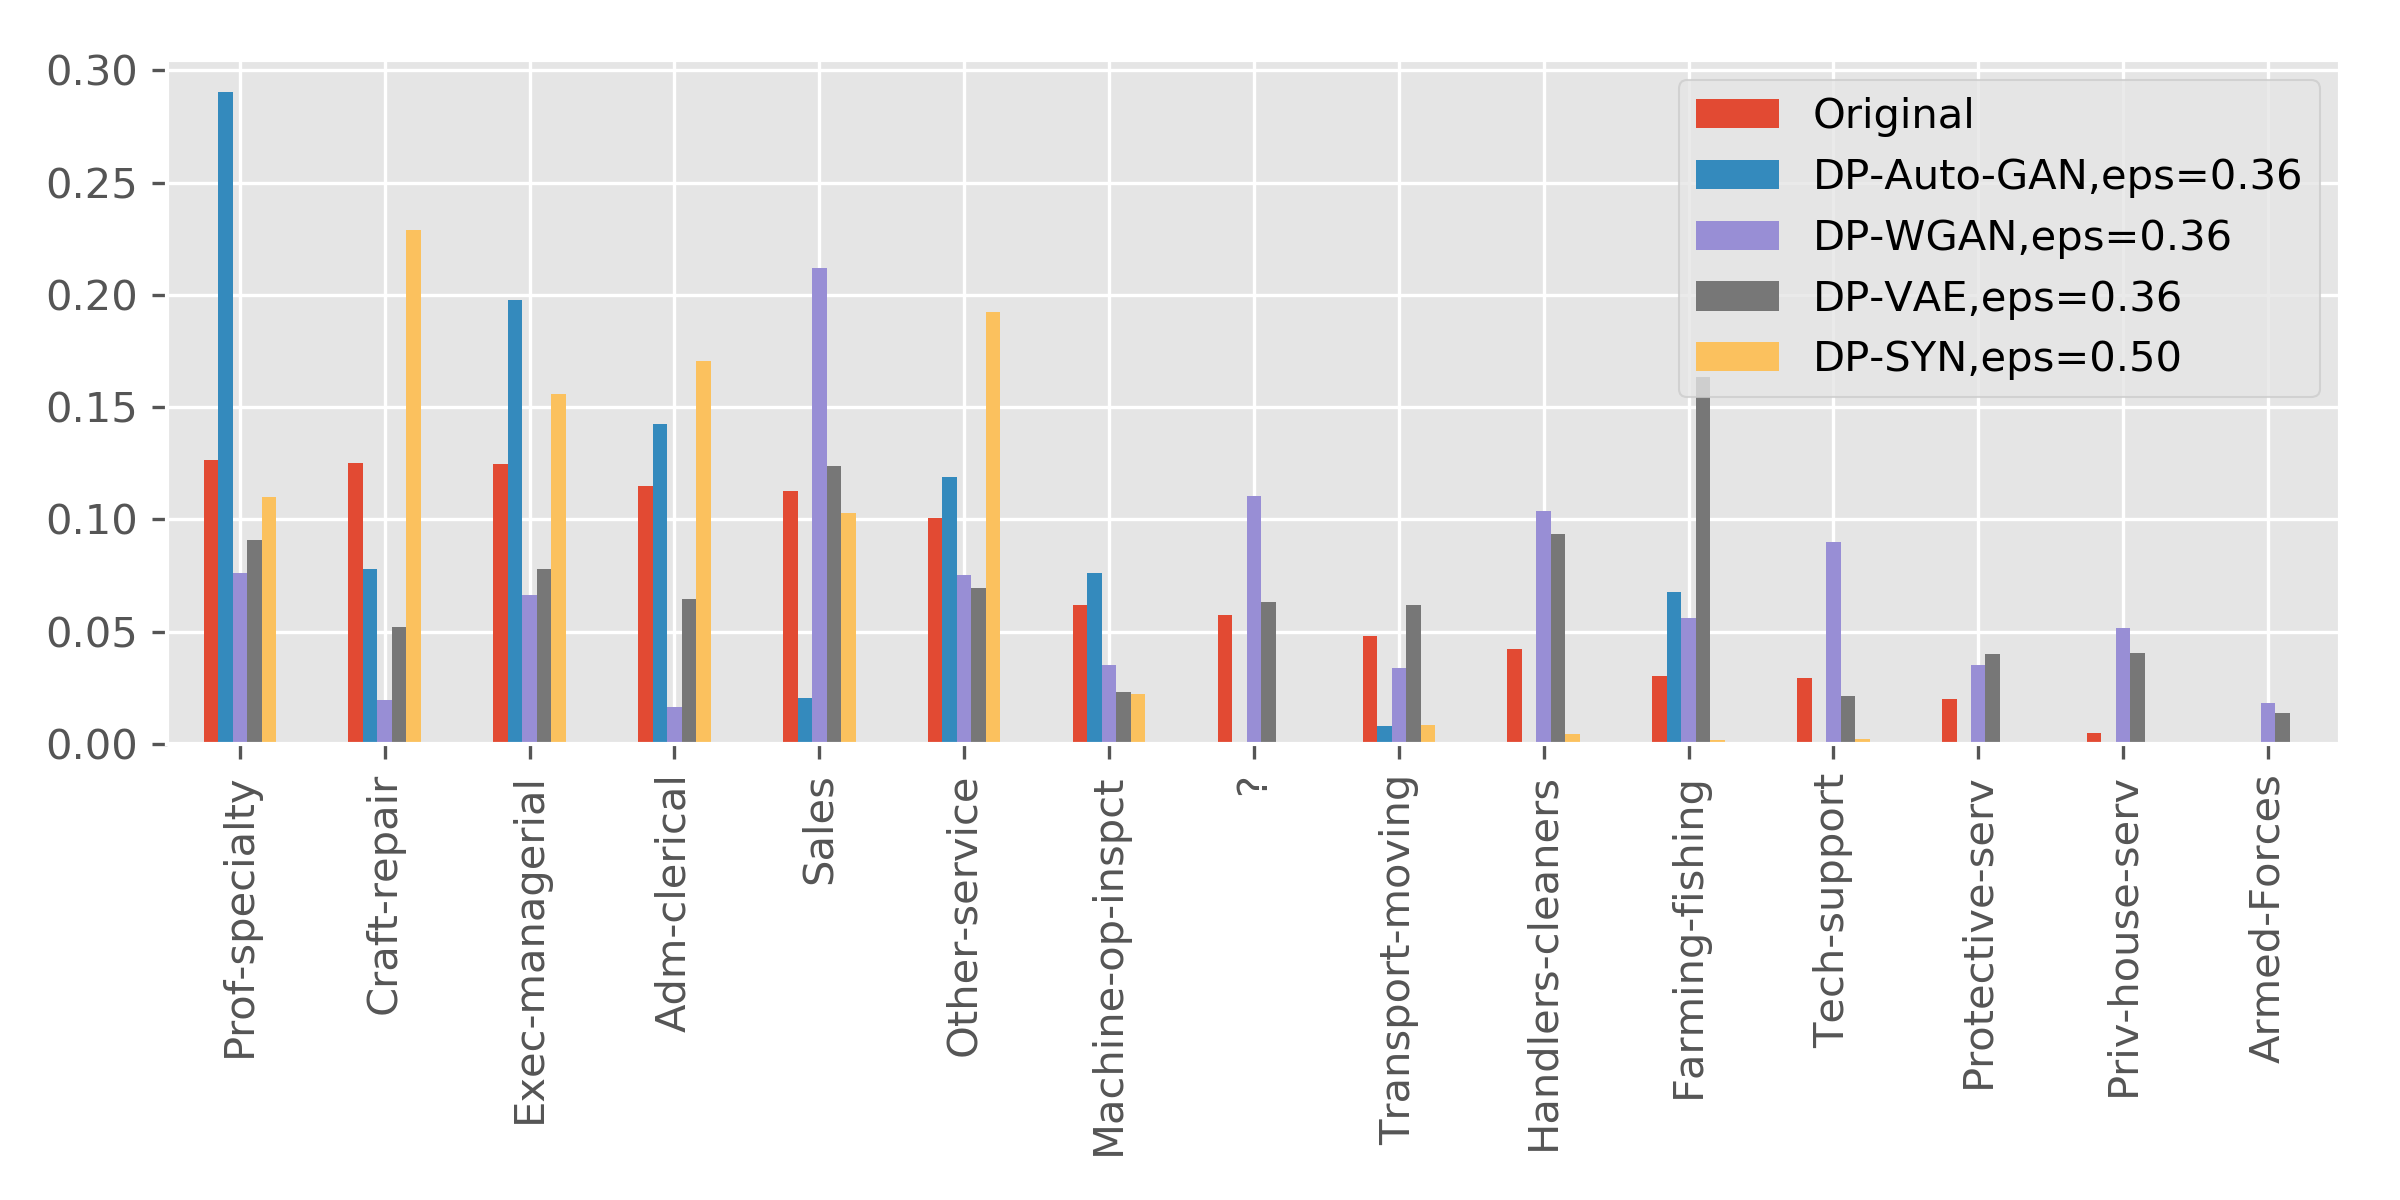 0.30
0.25
0.20
0.15
0.10
0.05
0.00
Original
DP-Auto-GAN,eps=0.36
DP-WGAN,eps=0.36
DP-VAE,eps=0.36
DP-SYN,eps=0.50
Prof-specialty
Craft-repair
Exec-managerial
Adm-clerical
Sales
Other-service
Machine-op-inspct
?
Transport-moving
Handlers-cleaners
Farming-fishing
Tech-support
Protective-serv
Priv-house-serv
Armed-Forces